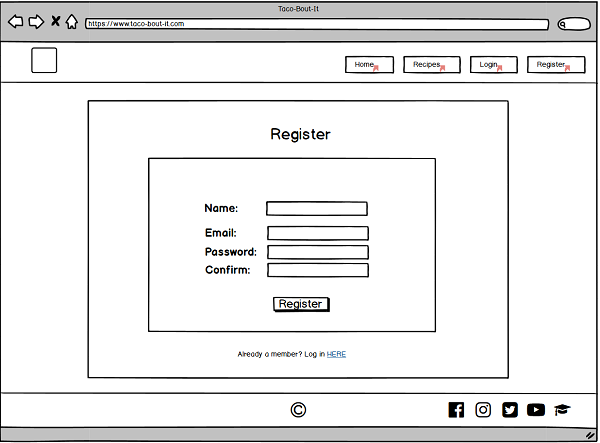 Taco-Bout-It
https://www.taco-bout-it.com
Home Recipes Login Register
Register
Name:
Email:
Password:
Confirm:
Register
Already a member? Log in HERE
©